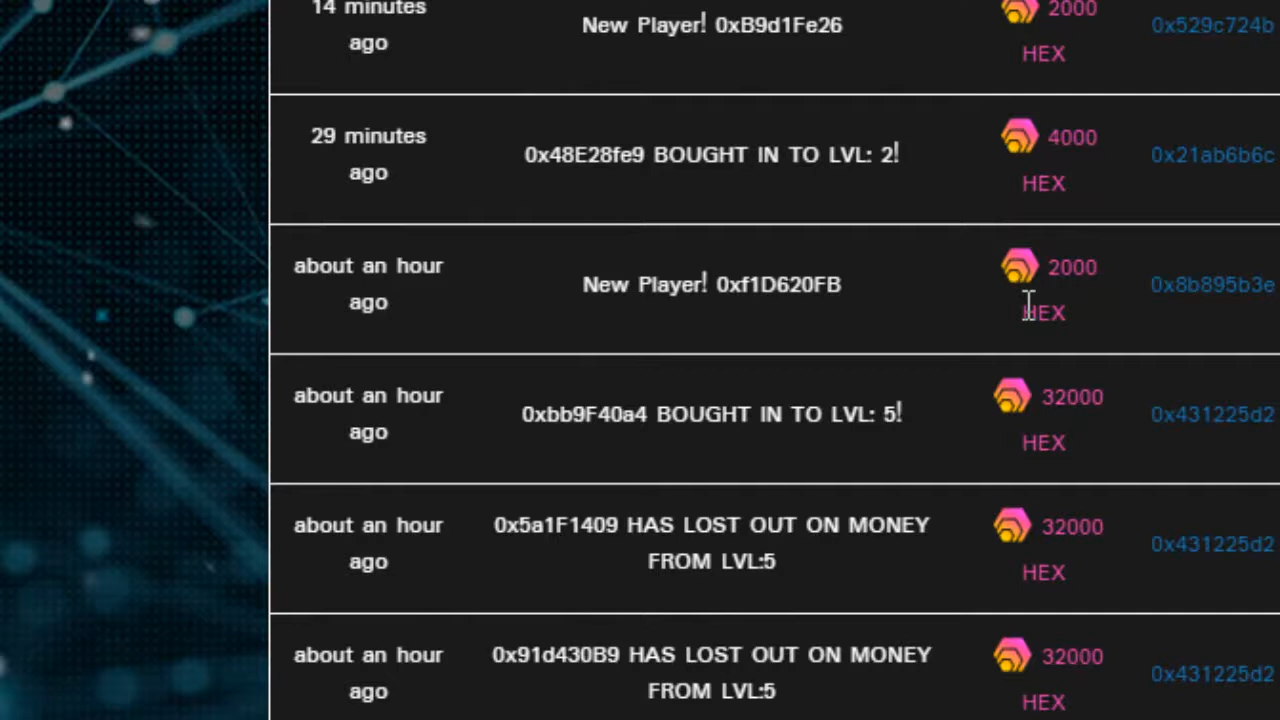 14 minutes
ago
New Player! 0xB9d1Fe26
2000
HEX
0x529c724b
29 minutes
ago
0x48E28fe9 BOUGHT IN TO LVL: 2!
4000
HEX
0x21ab6b6c
about an hour
ago
New Player! 0xf1D620FB
2000
HEX
0x8b895b3e
about an hour
ago
0xbb9F40a4 BOUGHT IN TO LVL: 5!
32000
HEX
0x431225d2
about an hour
ago
0x5a1F1409 HAS LOST OUT ON MONEY
FROM LVL:5
32000
HEX
0x431225d2
about an hour
ago
0x91d430B9 HAS LOST OUT ON MONEY
FROM LVL:5
32000
HEX
0x431225d2